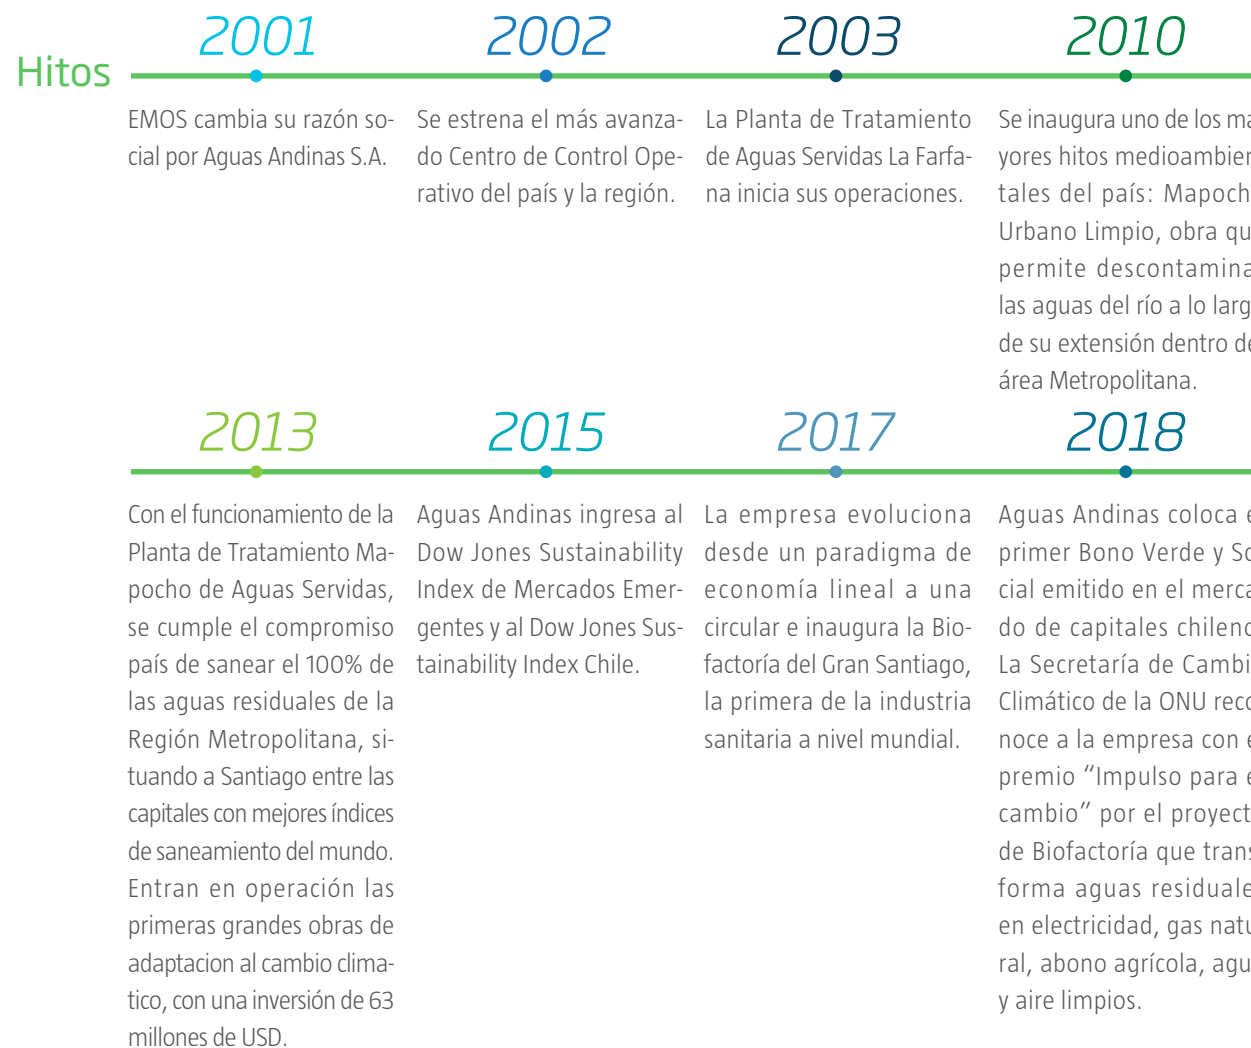 Hitos
2001
EMOS cambia su razón so-
cial por Aguas Andinas S.A.
2002
Se estrena el más avanza-
do Centro de Control Ope-
rativo del país y la región.
2003
La Planta de Tratamiento
de Aguas Servidas La Farfa-
na inicia sus operaciones.
2010
Se inaugura uno de los ma
yores hitos medioambien
tales del país: Mapoch
Urbano Limpio, obra qu
permite descontamina
las aguas del río a lo larg
de su extensión dentro de
área Metropolitana.
2013
Con el funcionamiento de la
Planta de Tratamiento Ma-
pocho de Aguas Servidas,
se cumple el compromiso
país de sanear el 100% de
las aguas residuales de la
Región Metropolitana, si-
tuando a Santiago entre las
capitales con mejores índices
de saneamiento del mundo.
Entran en operación las
primeras grandes obras de
adaptacion al cambio clima-
tico, con una inversión de 63
millones de USD.
2015
Aguas Andinas ingresa al
Dow Jones Sustainability
Index de Mercados Emer-
gentes y al Dow Jones Sus-
tainability Index Chile.
2017
La empresa evoluciona
desde un paradigma de
economía lineal a una
circular e inaugura la Bio-
factoría del Gran Santiago,
la primera de la industria
sanitaria a nivel mundial.
2018
Aguas Andinas coloca e
primer Bono Verde y So
cial emitido en el merca
do de capitales chileno
La Secretaría de Cambi
Climático de la ONU reco
noce a la empresa con e
premio “Impulso para e
cambio” por el proyect
de Biofactoría que trans
forma aguas residuale
en electricidad, gas natu
ral, abono agrícola, agu
y aire limpios.